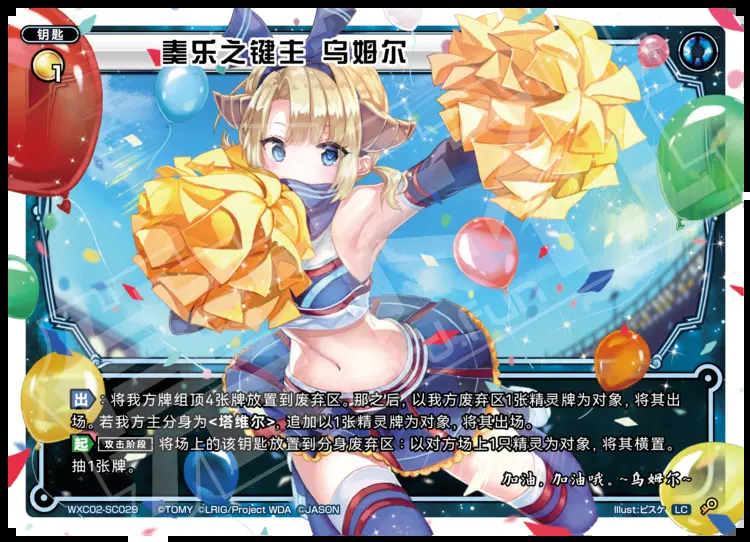 钥匙
1
奏乐之键主 乌姆尔
出：将我方牌组顶4张牌放置到废弃区。那之后，以我方废弃区1张精灵牌为对象，将其出
场。若我方主分身为<塔维尔>，追加以1张精灵牌为对象，将其出场。
起 攻击阶段：将场上的该钥匙放置到分身废弃区：以对方场上1只精灵为对象，将其横置。
抽1张牌。
加油，加油哦。~乌姆尔~
WXC02-SC029 ©TOMY ©LRIG/Project WDA ©JASON Illust:ビスケ LC